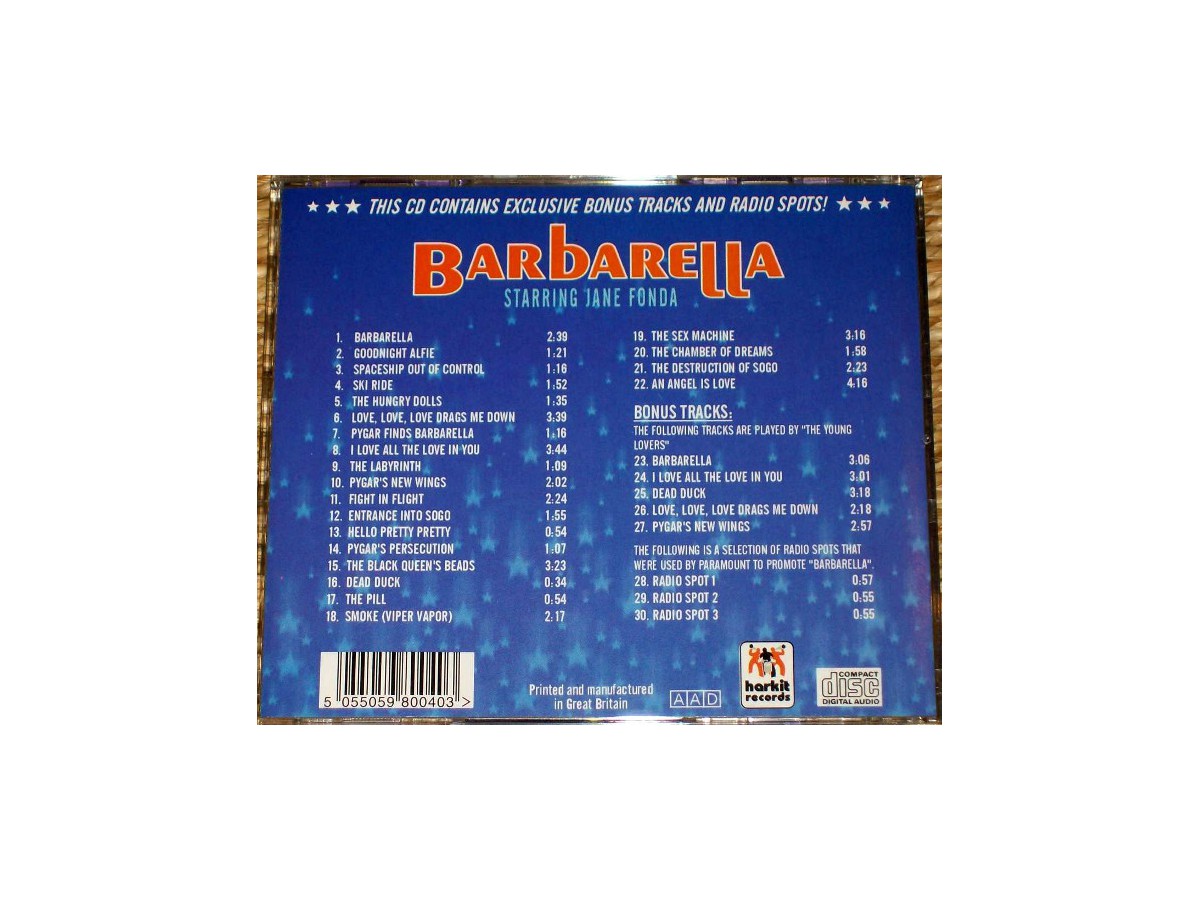 THIS CD CONTAINS EXCLUSIVE BONUS TRACKS AND RADIO SPOTS!
BARBARELLA
STARRING JANE FONDA
1. BARBARELLA 2:39
2. GOODNIGHT ALFIE 1:21
3. SPACESHIP OUT OF CONTROL 1:16
4. SKI RIDE 1:52
5. THE HUNGRY DOLLS 1:35
6. LOVE, LOVE, LOVE DRAGS ME DOWN 3:39
7. PYGAR FINDS BARBARELLA 1:16
8. I LOVE ALL THE LOVE IN YOU 3:44
9. THE LABYRINTH 1:09
10. PYGAR'S NEW WINGS 2:02
11. FIGHT IN FLIGHT 2:24
12. ENTRANCE INTO SOGO 1:55
13. HELLO PRETTY PRETTY 0:54
14. PYGAR'S PERSECUTION 1:07
15. THE BLACK QUEEN'S BEADS 3:23
16. DEAD DUCK 0:34
17. THE PILL 0:54
18. SMOKE (VIPER VAPOR) 2:17
19. THE SEX MACHINE 3:16
20. THE CHAMBER OF DREAMS 1:58
21. THE DESTRUCTION OF SOGO 2:23
22. AN ANGEL IS LOVE 4:16
BONUS TRACKS:
THE FOLLOWING TRACKS ARE PLAYED BY "THE YOUNG
LOVERS"
23. BARBARELLA 3:06
24. I LOVE ALL THE LOVE IN YOU 3:01
25. DEAD DUCK 3:18
26. LOVE, LOVE, LOVE DRAGS ME DOWN 2:18
27. PYGAR'S NEW WINGS 2:57
THE FOLLOWING IS A SELECTION OF RADIO SPOTS THAT
WERE USED BY PARAMOUNT TO PROMOTE "BARBARELLA".
28. RADIO SPOT 1 0:57
29. RADIO SPOT 2 0:55
30. RADIO SPOT 3 0:55
5 055059 800403 >
Printed and manufactured
in Great Britain
AAD
harkit
records
COMPACT
disc
DIGITAL AUDIO